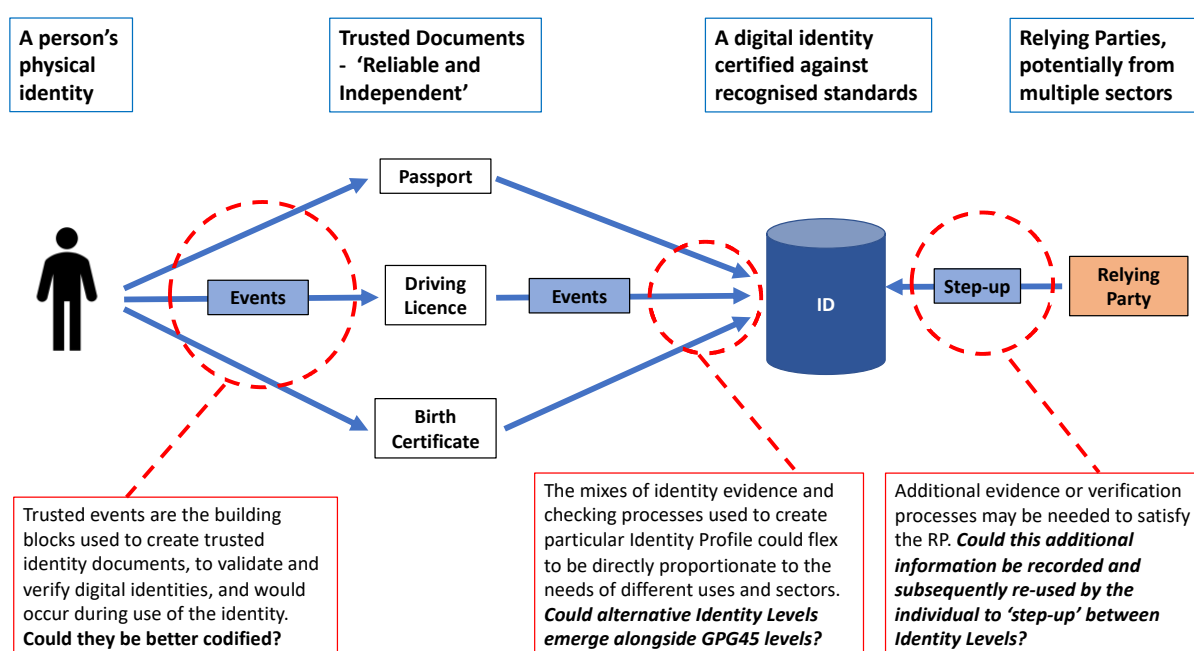 A person's
physical
identity
Trusted Documents
- 'Reliable and
Independent'
A digital identity
certified against
recognised standards
Relying Parties,
potentially from
multiple sectors
Passport
Events
Driving
Licence
Events
ID
Step-up
Relying
Party
Birth
Certificate
Trusted events are the building
blocks used to create trusted
identity documents, to validate and
verify digital identities, and would
occur during use of the identity.
Could they be better codified?
The mixes of identity evidence and
checking processes used to create
particular Identity Profile could flex
to be directly proportionate to the
needs of different uses and sectors.
Could alternative Identity Levels
emerge alongside GPG45 levels?
Additional evidence or verification
processes may be needed to satisfy
the RP. Could this additional
information be recorded and
subsequently re-used by the
individual to 'step-up' between
Identity Levels?